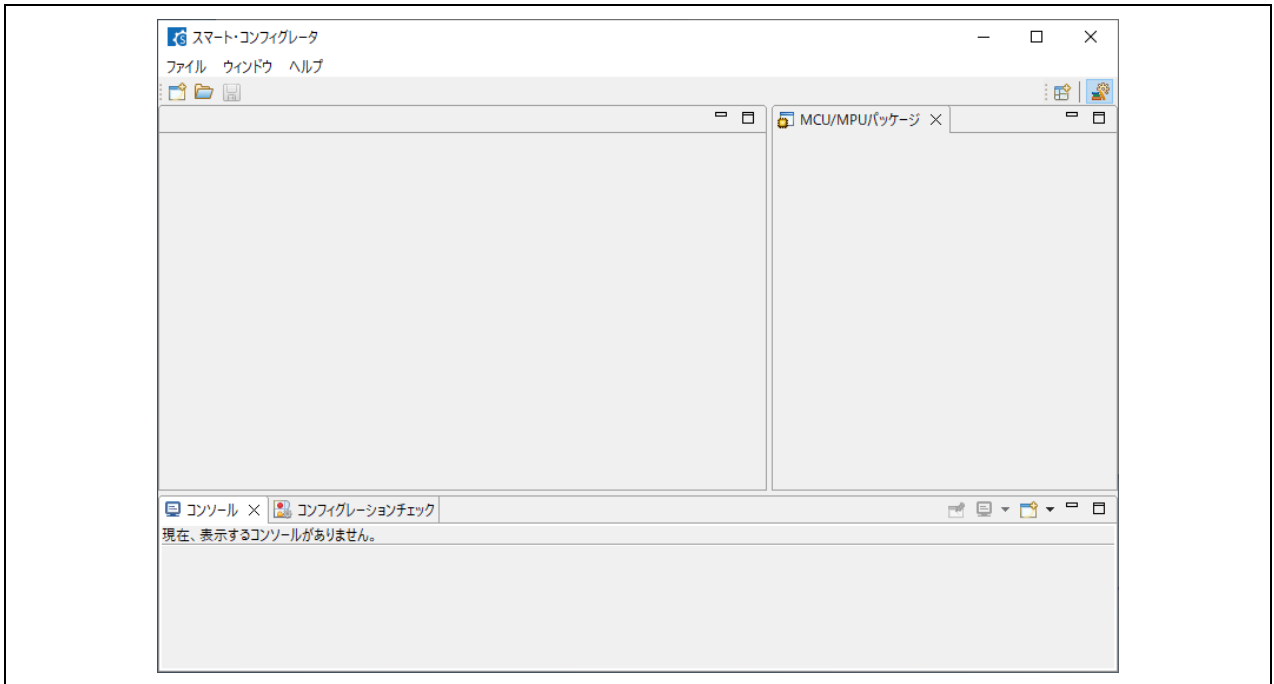 スマート・コンフィグレータ
ファイル ウィンドウ ヘルプ
MCU/MPUパッケージ
コンソール コンフィグレーションチェック
現在、表示するコンソールがありません。